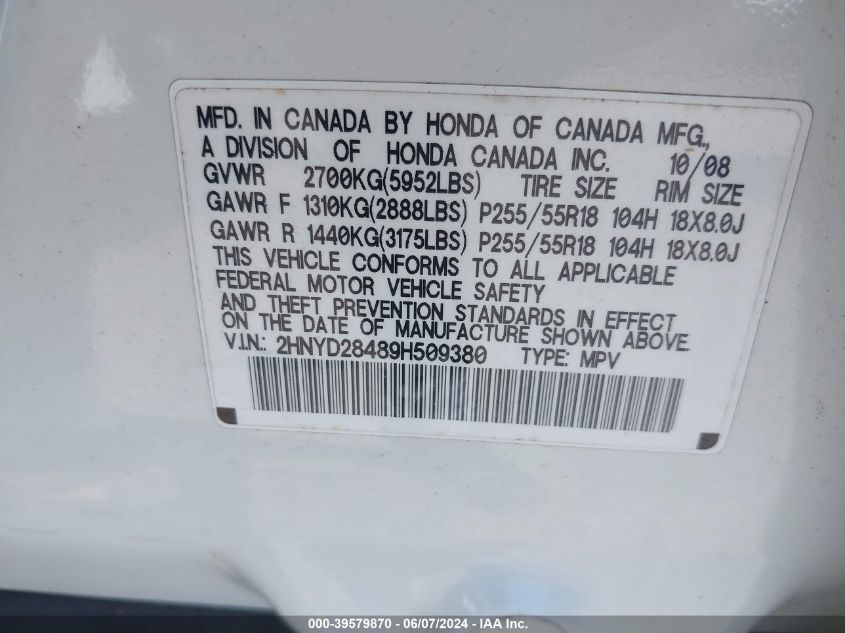 MFD. IN CANADA BY HONDA OF CANADA MFG.,
A DIVISION OF HONDA CANADA INC. 10/08
GVWR 2700KG(5952LBS) TIRE SIZE RIM SIZE
GAWR F 1310KG(2888LBS) P255/55R18 104H 18X8.0J
GAWR R 1440KG(3175LBS) P255/55R18 104H 18X8.0J
THIS VEHICLE CONFORMS TO ALL APPLICABLE
FEDERAL MOTOR VEHICLE SAFETY
AND THEFT PREVENTION STANDARDS IN EFFECT
ON THE DATE OF MANUFACTURE SHOWN ABOVE.
V.I.N.: 2HNYD28489H509380 TYPE: MPV
000-39579870 - 06/07/2024 - IAA Inc.